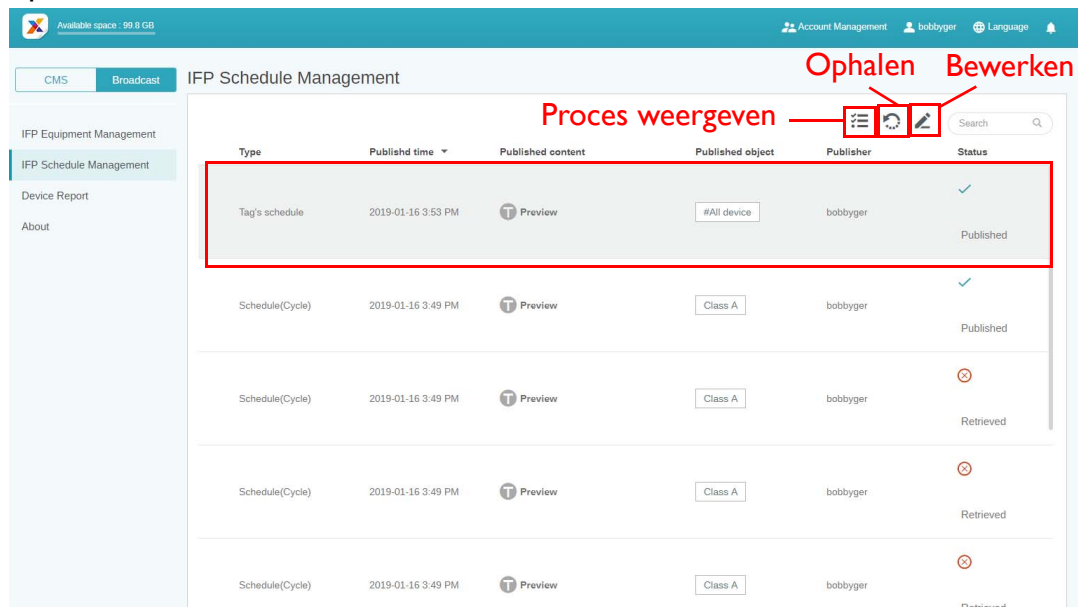 Available space : 99.8 GB
Account Management
bobbyger
Language
CMS
Broadcast
IFP Schedule Management
Ophalen
Bewerken
Proces weergeven
Search
IFP Equipment Management
IFP Schedule Management
Device Report
About
Type Publishd time Published content Published object Publisher Status
Tag's schedule 2019-01-16 3:53 PM T Preview #All device bobbyger
Published
Schedule(Cycle) 2019-01-16 3:49 PM T Preview Class A bobbyger
Published
Schedule(Cycle) 2019-01-16 3:49 PM T Preview Class A bobbyger
Retrieved
Schedule(Cycle) 2019-01-16 3:49 PM T Preview Class A bobbyger
Retrieved
Schedule(Cycle) 2019-01-16 3:49 PM T Preview Class A bobbyger